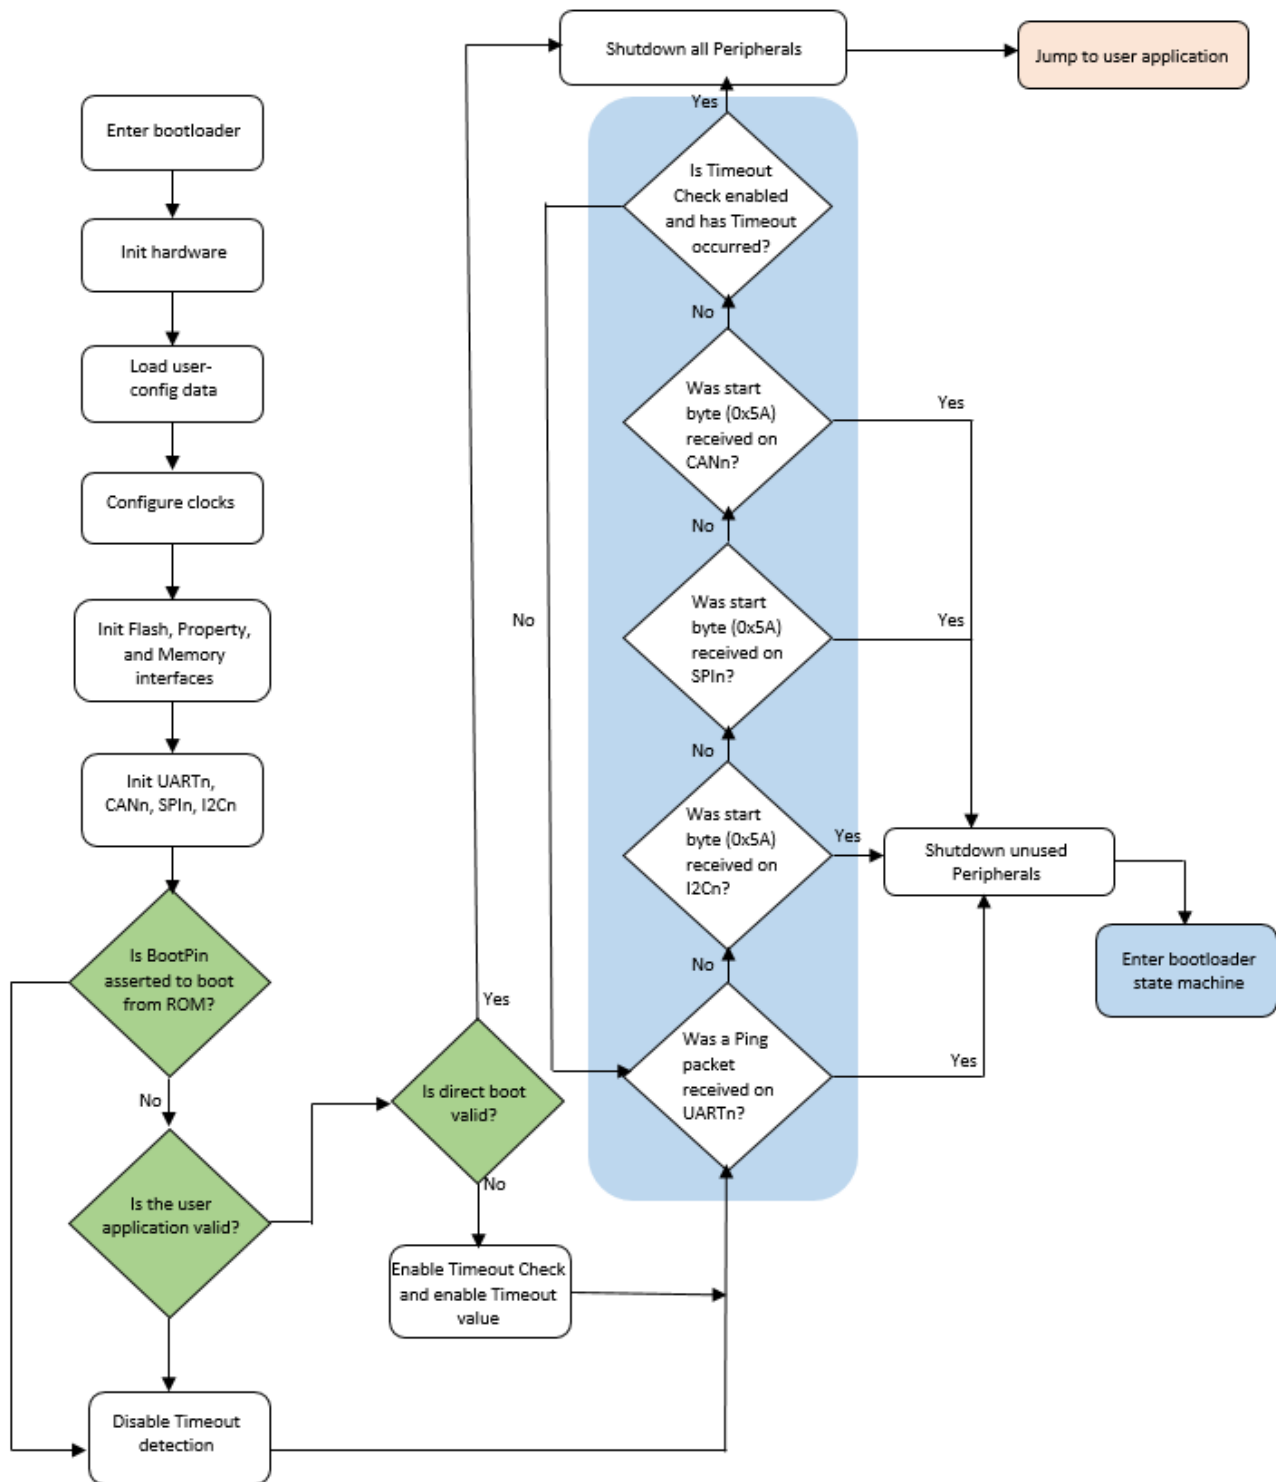 Enter bootloader
Init hardware
Load user-
config data
Configure clocks
Init Flash, Property,
and Memory
interfaces
Init UARTn,
CANn, SPIn, I2Cn
Is BootPin
asserted to boot
from ROM?
No
Is the user
application valid?
Disable Timeout
detection
Yes
Is direct boot
valid?
No
Enable Timeout Check
and enable Timeout
value
Shutdown all Peripherals
Jump to user application
Yes
Is Timeout
Check enabled
and has Timeout
occurred?
No
No
Was start
byte (0x5A)
received on
CANn?
Yes
No
Was start
byte (0x5A)
received on
SPIn?
Yes
No
Was start
byte (0x5A)
received on
I2Cn?
Yes
No
Was a Ping
packet
received on
UARTn?
Yes
Shutdown unused
Peripherals
Enter bootloader
state machine